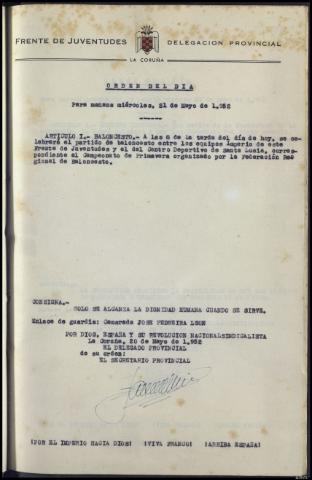 FRENTE DE JUVENTUDES DELEGACION PROVINCIAL
LA CORUÑA
ORDEN DEL DIA
Para mañana miércoles, 21 de Mayo de 1,952
ARTICULO I.- BALONCESTO.- A las 8 de la tarde del día de hoy, se ce-
lebrará el partido de baloncesto entre los equipos Imperio de este
Frente de Juventudes y el del Centro Deportivo de Santa Lucia, corres-
pondiente al Campeonato de Primavera organizado por la Federación Re-
gional de Baloncesto.
CONSIGNA.-
SOLO SE ALCANZA LA DIGNIDAD HUMANA CUANDO SE SIRVE.
Enlace de guardia: Camarada JOSE FERREIRA LEON
POR DIOS, ESPAÑA Y SU REVOLUCION NACIONALSINDICALISTA
La Coruña, 20 de Mayo de 1,952
EL DELEGADO PROVINCIAL
de su orden:
EL SECRETARIO PROVINCIAL
¡POR EL IMPERIO HACIA DIOS! ¡VIVA FRANCO! ¡ARRIBA ESPAÑA!